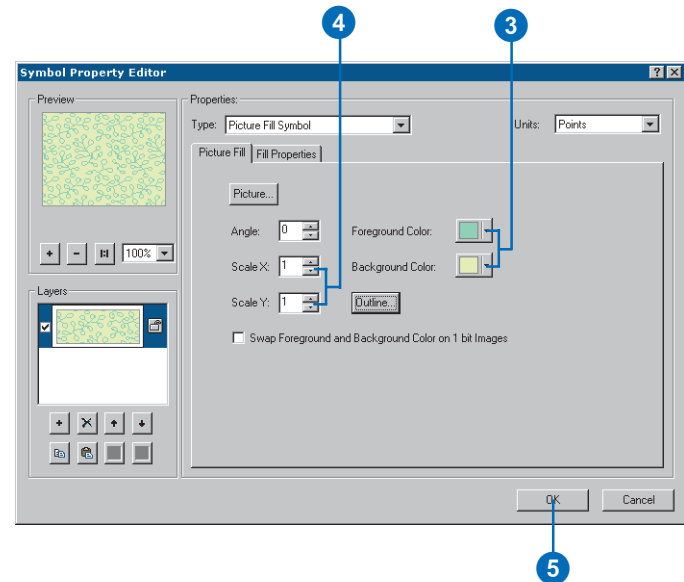 4
3
Symbol Property Editor
Preview
Properties:
Type: Picture Fill Symbol
Units: Points
Picture Fill
Fill Properties
Picture...
Angle: 0
Foreground Color:
+ - 1:1 100%
Scale X: 1
Background Color:
Layers
Scale Y: 1
Outline...
Swap Foreground and Background Color on 1 bit Images
OK
Cancel
5